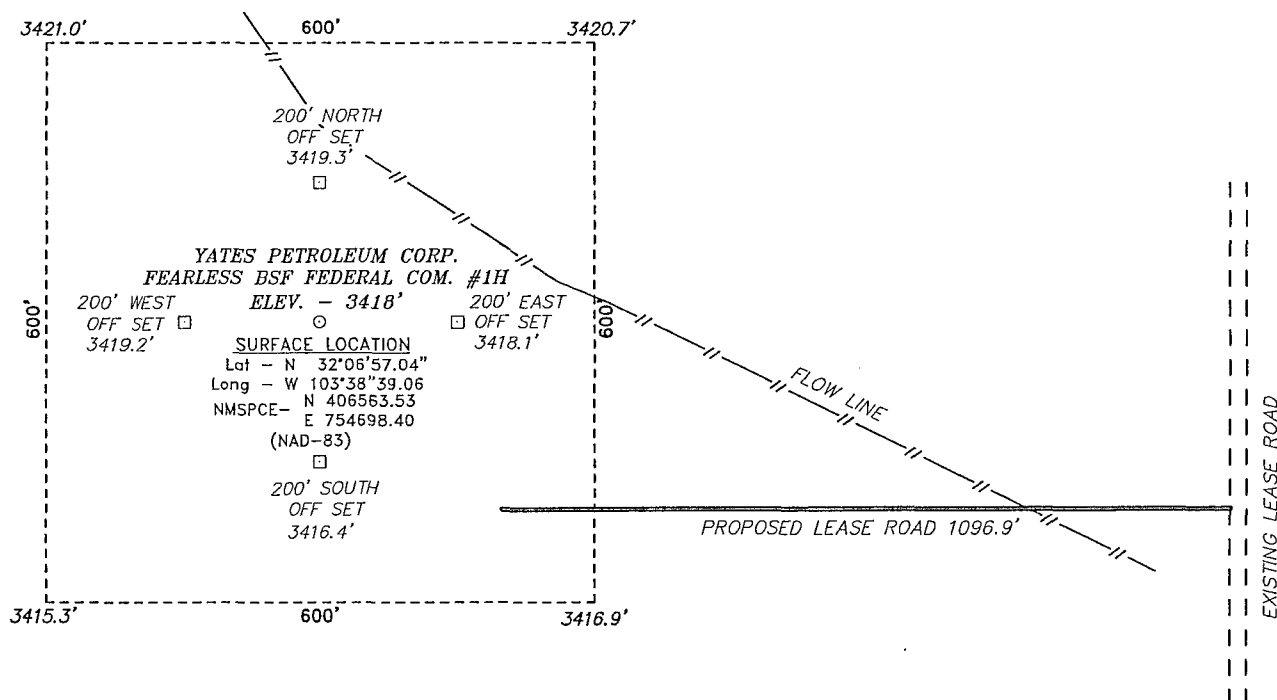 3421.0' 600' 3420.7'
200' NORTH
OFF SET
3419.3'
YATES PETROLEUM CORP.
FEARLESS BSF FEDERAL COM. #1H
ELEV. - 3418'
200' WEST
OFF SET
3419.2'
200' EAST
OFF SET
3418.1'
600'
600'
SURFACE LOCATION
Lat - N 32°06'57.04"
Long - W 103°38"39.06
NMSPCE- N 406563.53
E 754698.40
(NAD-83)
200' SOUTH
OFF SET
3416.4'
FLOW LINE
PROPOSED LEASE ROAD 1096.9'
EXISTING LEASE ROAD
3415.3' 600' 3416.9'